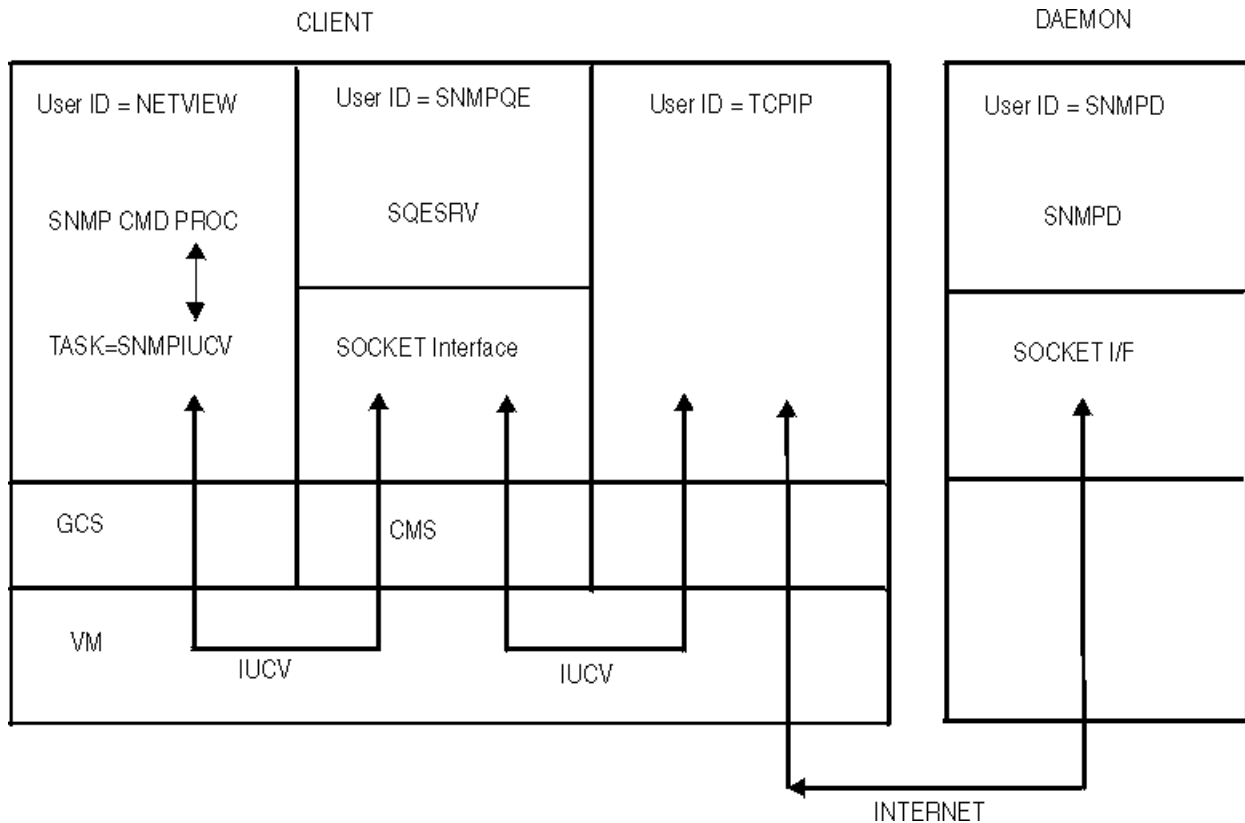 CLIENT
DAEMON
User ID = NETVIEW
User ID = SNMPQE
User ID = TCPIP
User ID = SNMPD
SNMP CMD PROC
SQESRV
SNMPD
TASK=SNMPIUCV
SOCKET Interface
SOCKET I/F
GCS
CMS
VM
IUCV
IUCV
INTERNET